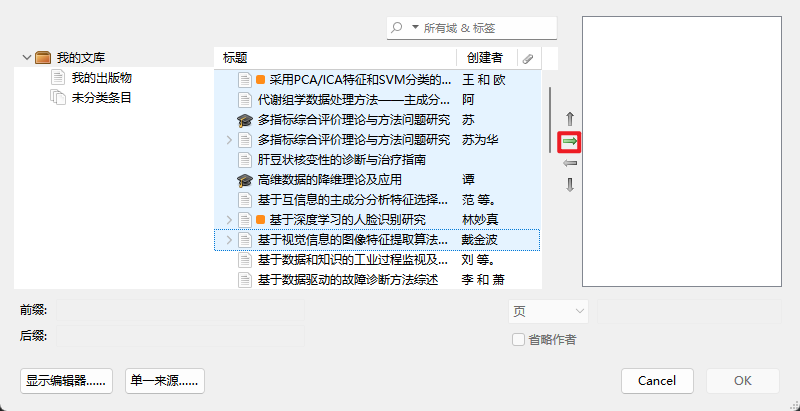 所有域 & 标签
我的文库
我的出版物
未分类条目
标题 创建者
采用PCA/ICA特征和SVM分类的... 王 和 欧
代谢组学数据处理方法——主成分... 阿
多指标综合评价理论与方法问题研究 苏
多指标综合评价理论与方法问题研究 苏为华
肝豆状核变性的诊断与治疗指南
高维数据的降维理论及应用 谭
基于互信息的主成分分析特征选择... 范 等。
基于深度学习的人脸识别研究 林妙真
基于视觉信息的图像特征提取算法... 戴金波
基于数据和知识的工业过程监视及... 刘 等。
基于数据驱动的故障诊断方法综述 李 和 萧
前缀:
页
后缀:
省略作者
显示编辑器......
单一来源......
Cancel
OK